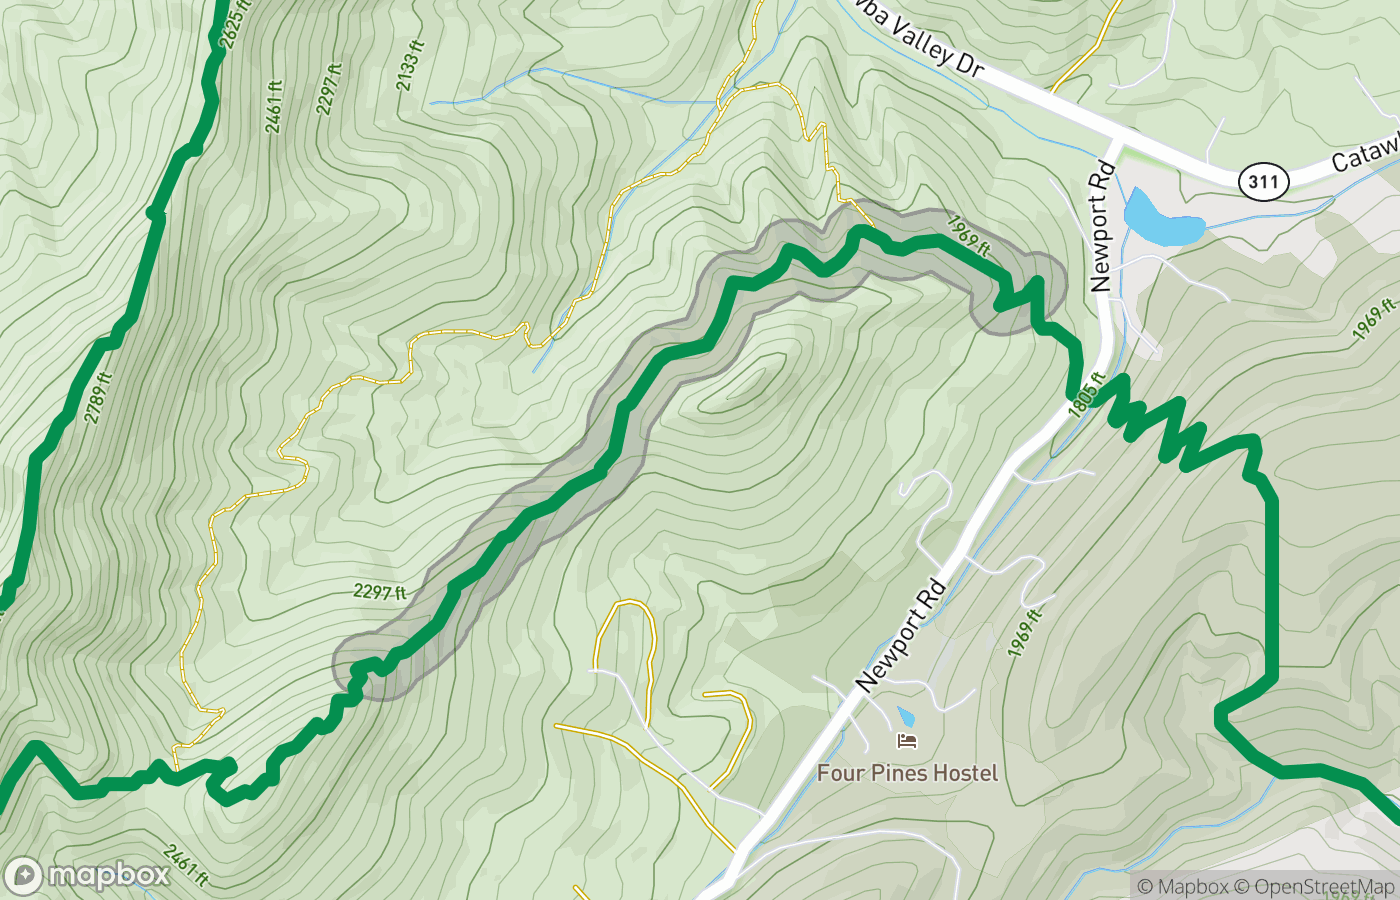 2625 ft
2461 ft
2297 ft
2133 ft
Valley Dr
311
Newport Rd
1969 ft
1969 ft
1805 ft
2789 ft
2297 ft
Newport Rd
1969 ft
Four Pines Hostel
2461 ft
mapbox
© Mapbox © OpenStreetMap